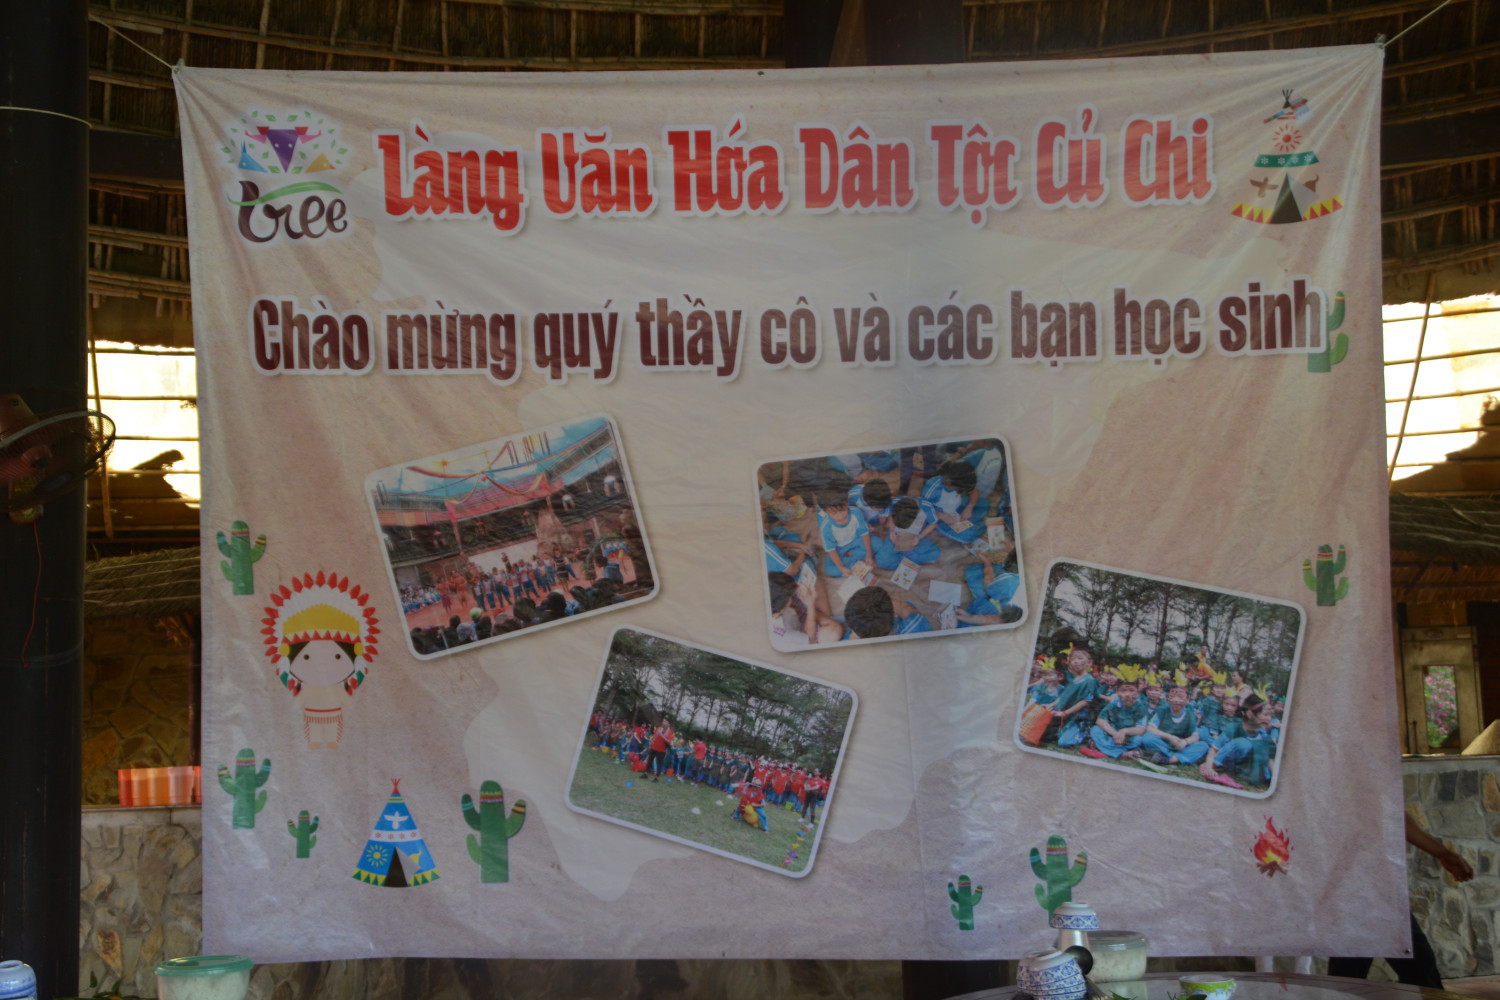 tree
Làng Văn Hóa Dân Tộc Củ Chi
Chào mừng quý thầy cô và các bạn học sinh